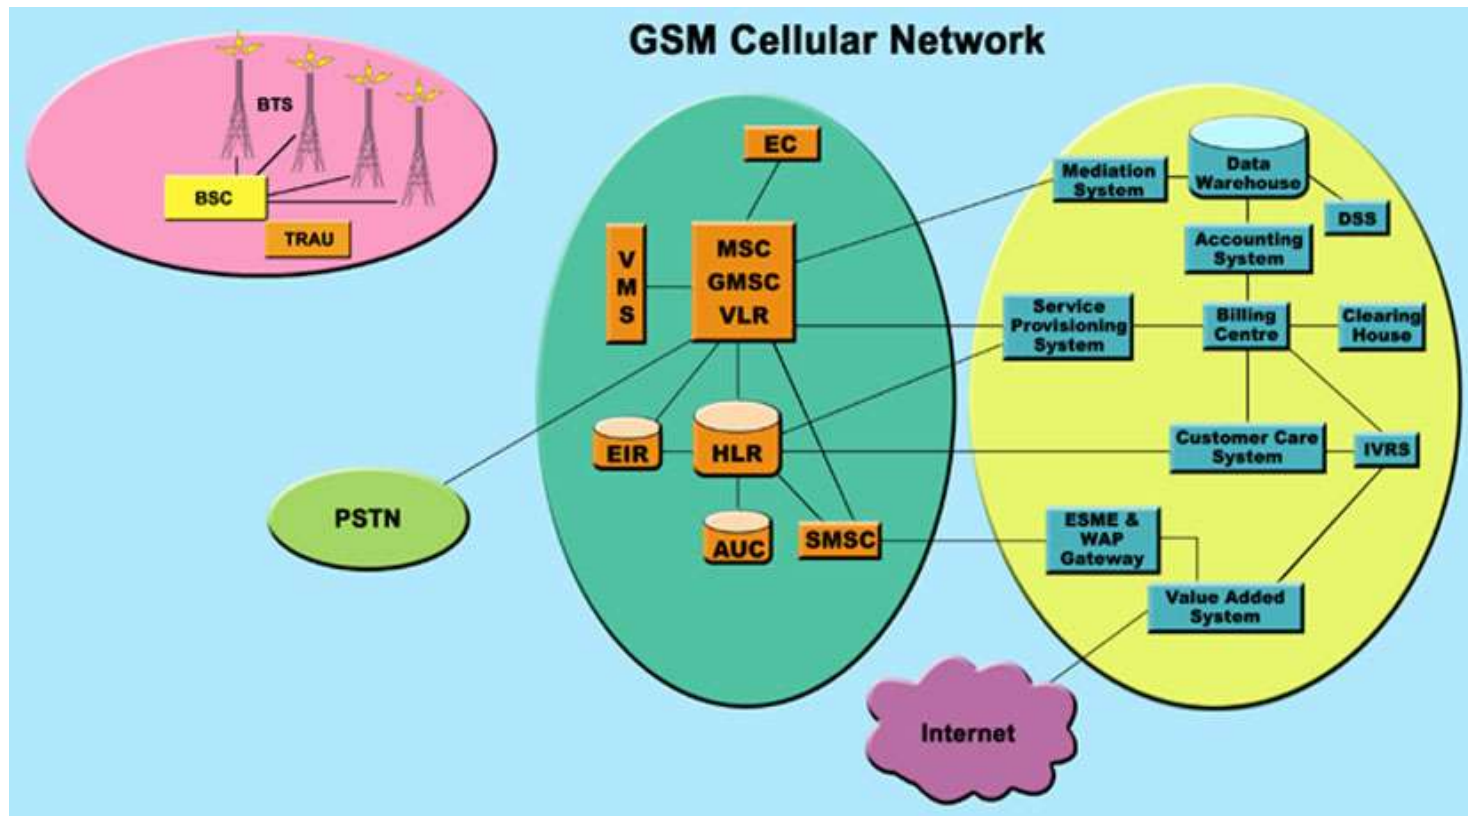 GSM Cellular Network
BTS
BSC
TRAU
EC
MSC
GMSC
VLR
V
M
S
EIR
HLR
AUC
SMSC
PSTN
Mediation
System
Data
Warehouse
DSS
Accounting
System
Service
Provisioning
System
Billing
Centre
Clearing
House
Customer Care
System
IVRS
ESME &
WAP
Gateway
Value Added
System
Internet